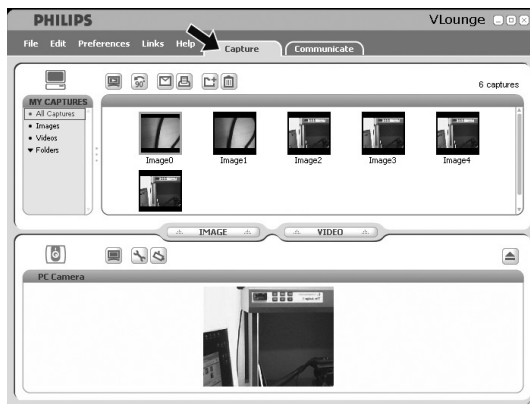 PHILIPS
VLounge
File Edit Preferences Links Help
Capture
Communicate
90°
6 captures
MY CAPTURES
All Captures
Images
Videos
Folders
Image0 Image1 Image2 Image3 Image4
IMAGE
VIDEO
PC Camera